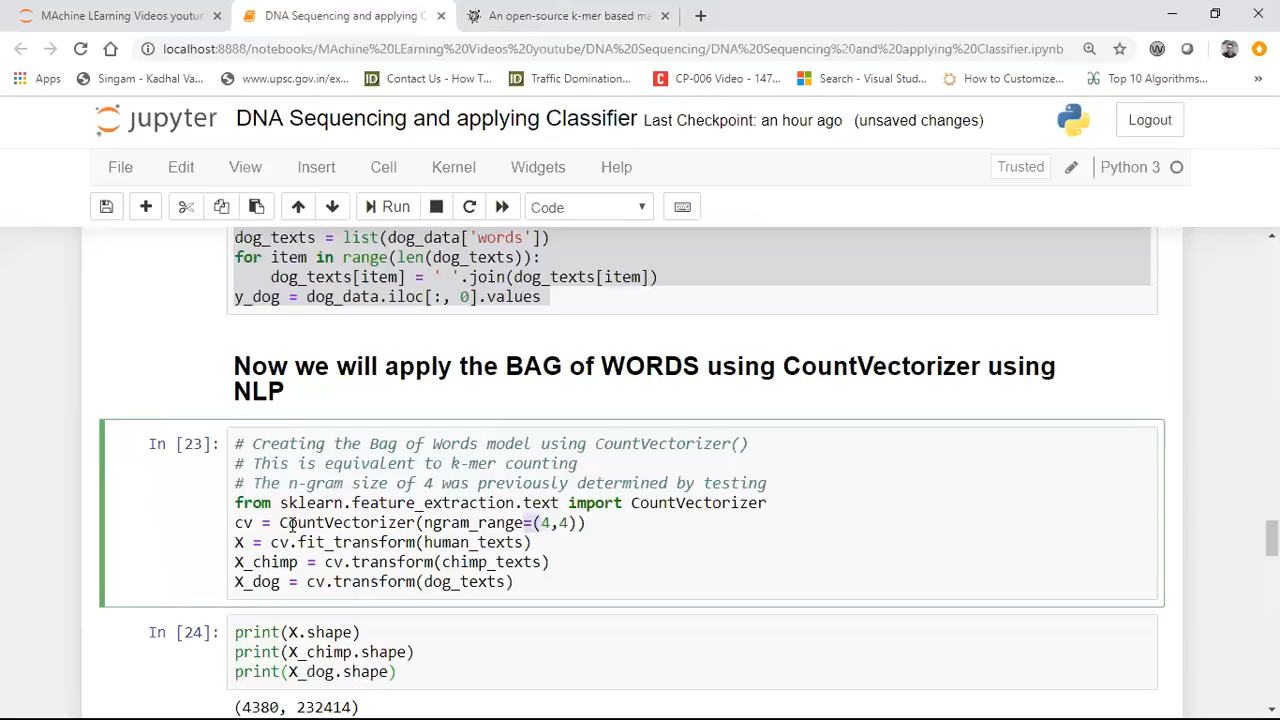 MAchine LEarning Videos youtu
DNA Sequencing and applying C
An open-source k-mer based ma
localhost:8888/notebooks/MAchine%20LEarning%20Videos%20youtube/DNA%20Sequencing/DNA%20Sequencing%20and%20applying%20Classifier.ipynb
Apps
Singam - Kadhal Va...
www.upsc.gov.in/ex...
Contact Us - How T...
Traffic Domination...
CP-006 Video - 147...
Search - Visual Stud...
How to Customize...
Top 10 Algorithms...
jupyter DNA Sequencing and applying Classifier Last Checkpoint: an hour ago (unsaved changes)
Logout
File Edit View Insert Cell Kernel Widgets Help
Trusted
Python 3
Run
Code
dog_texts = list(dog_data['words'])
for item in range(len(dog_texts)):
dog_texts[item] = ' '.join(dog_texts[item])
y_dog = dog_data.iloc[:, 0].values
Now we will apply the BAG of WORDS using CountVectorizer using
NLP
In [23]:
# Creating the Bag of Words model using CountVectorizer()
# This is equivalent to k-mer counting
# The n-gram size of 4 was previously determined by testing
from sklearn.feature_extraction.text import CountVectorizer
cv = CountVectorizer(ngram_range=(4,4))
X = cv.fit_transform(human_texts)
X_chimp = cv.transform(chimp_texts)
X_dog = cv.transform(dog_texts)
In [24]:
print(X.shape)
print(X_chimp.shape)
print(X_dog.shape)
(4380, 232414)